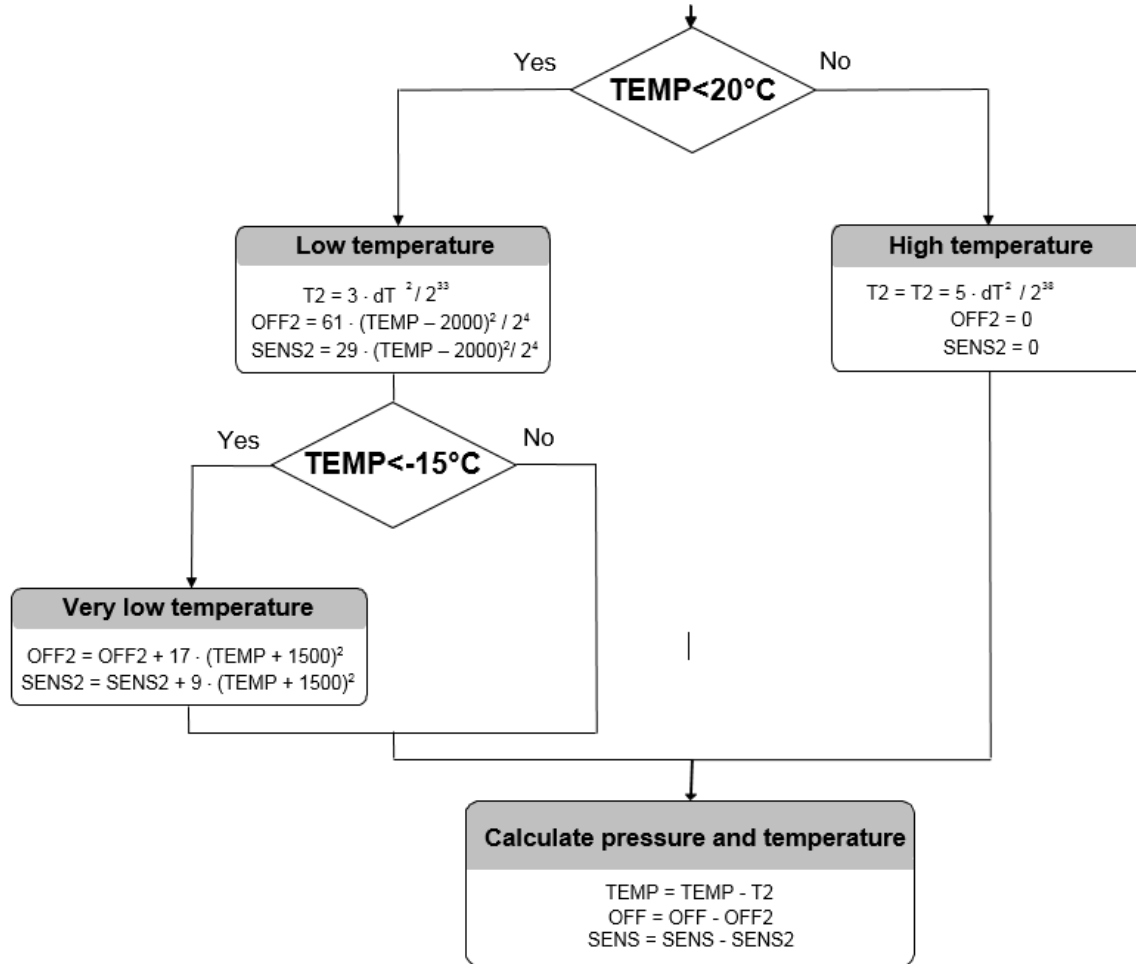 Yes
No
TEMP<20°C
Low temperature
T2 = 3 · dT ² / 2³³
OFF2 = 61 · (TEMP – 2000)² / 2⁴
SENS2 = 29 · (TEMP – 2000)²/ 2⁴
High temperature
T2 = T2 = 5 · dT² / 2³⁸
OFF2 = 0
SENS2 = 0
Yes
No
TEMP<-15°C
Very low temperature
OFF2 = OFF2 + 17 · (TEMP + 1500)²
SENS2 = SENS2 + 9 · (TEMP + 1500)²
Calculate pressure and temperature
TEMP = TEMP - T2
OFF = OFF - OFF2
SENS = SENS - SENS2